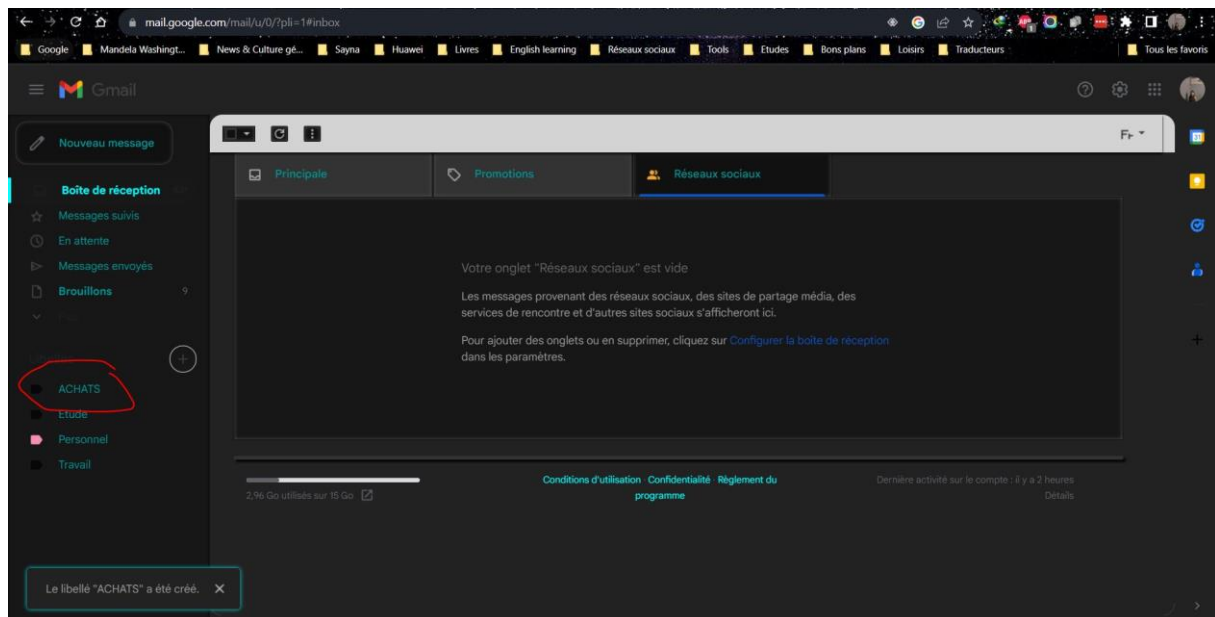 mail.google.com/mail/u/0/?pli=1#inbox
Google Mandela Washingt... News & Culture gé... Sayna Huawei Livres English learning Réseaux sociaux Tools Etudes Bons plans Loisirs Traducteurs Tous les favoris
Gmail
Nouveau message
Fr
Principale Promotions Réseaux sociaux
Boîte de réception
Messages suivis
En attente
Messages envoyés
Brouillons 9
ACHATS
Etude
Personnel
Travail
Votre onglet "Réseaux sociaux" est vide
Les messages provenant des réseaux sociaux, des sites de partage média, des
services de rencontre et d'autres sites sociaux s'afficheront ici.
Pour ajouter des onglets ou en supprimer, cliquez sur Configurer la boîte de réception
dans les paramètres.
2,96 Go utilisés sur 15 Go
Conditions d'utilisation · Confidentialité · Règlement du
programme
Dernière activité sur le compte : il y a 2 heures
Détails
Le libellé "ACHATS" a été créé.